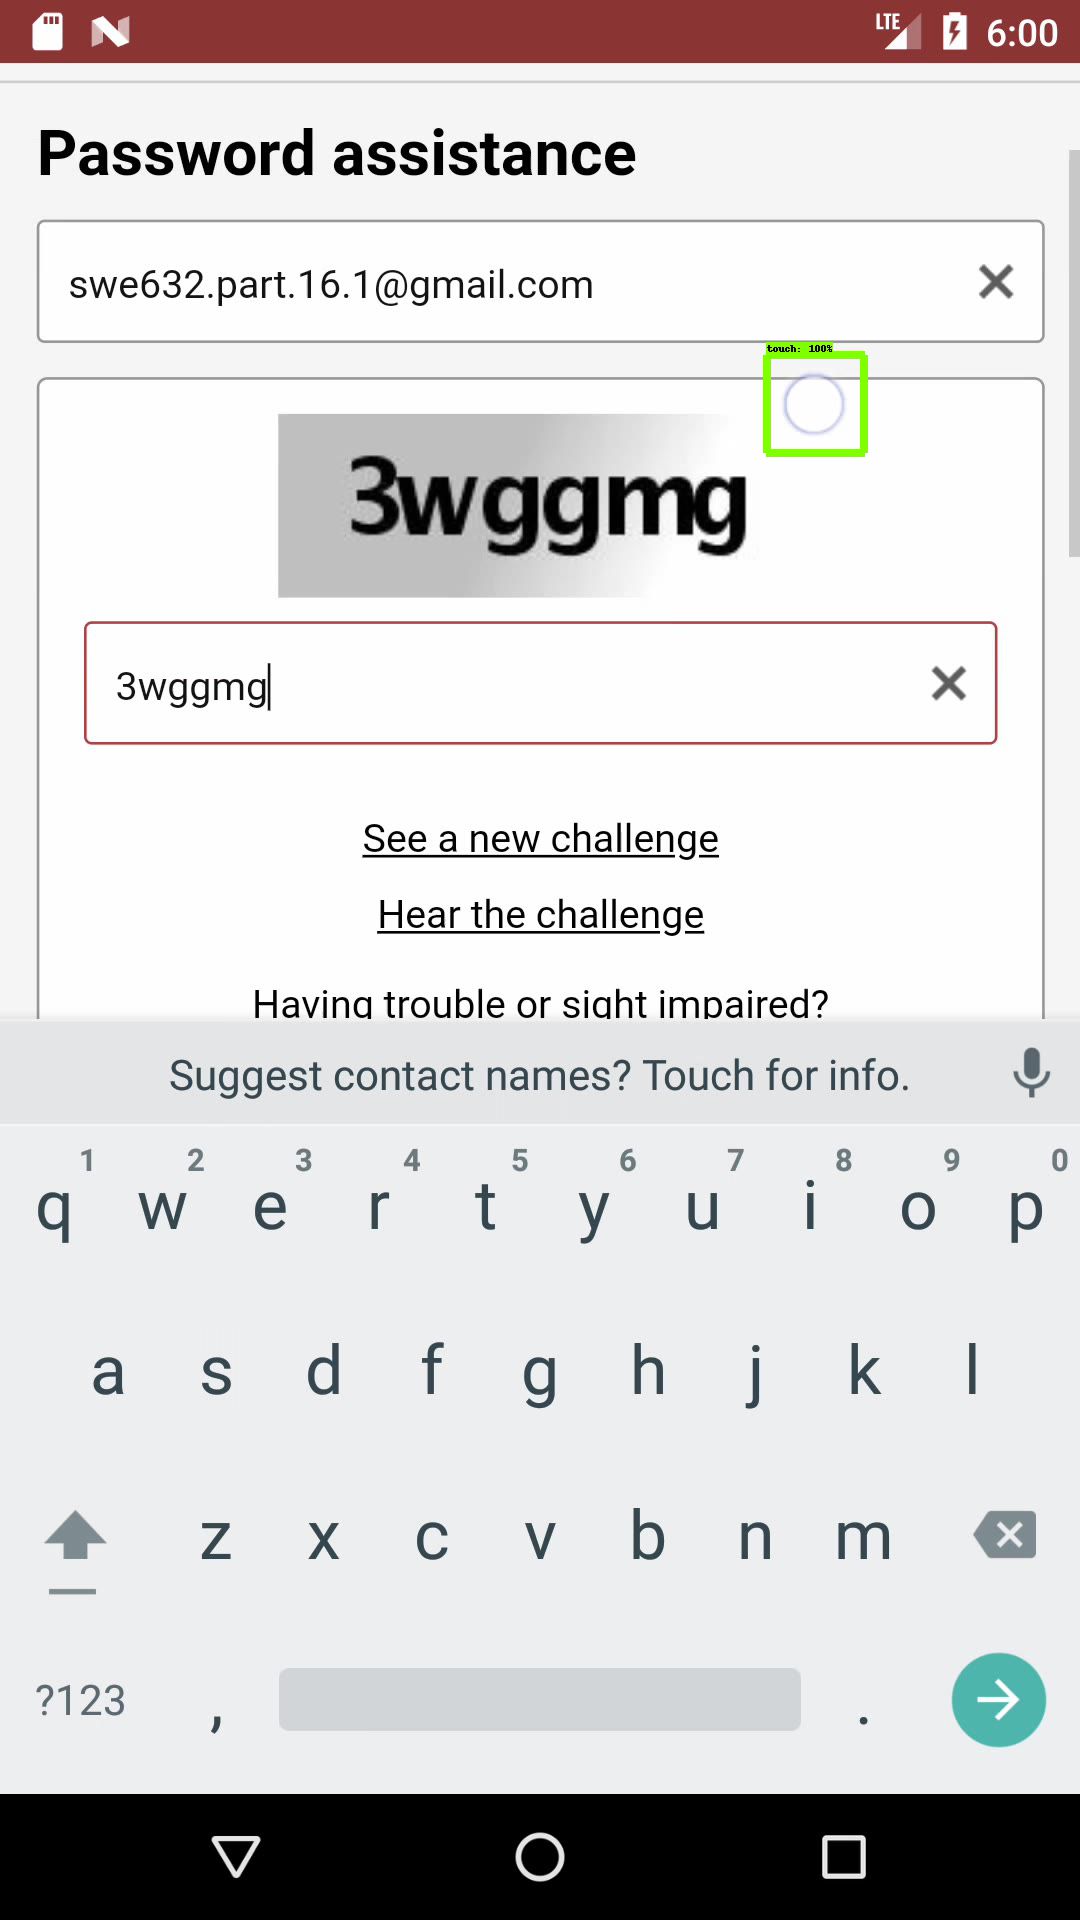 LTE 6:00
Password assistance
swe632.part.16.1@gmail.com
touch: 100%
3wggmg
3wggmg
See a new challenge
Hear the challenge
Having trouble or sight impaired?
Suggest contact names? Touch for info.
1 2 3 4 5 6 7 8 9 0
q w e r t y u i o p
a s d f g h j k l
z x c v b n m
?123 , .